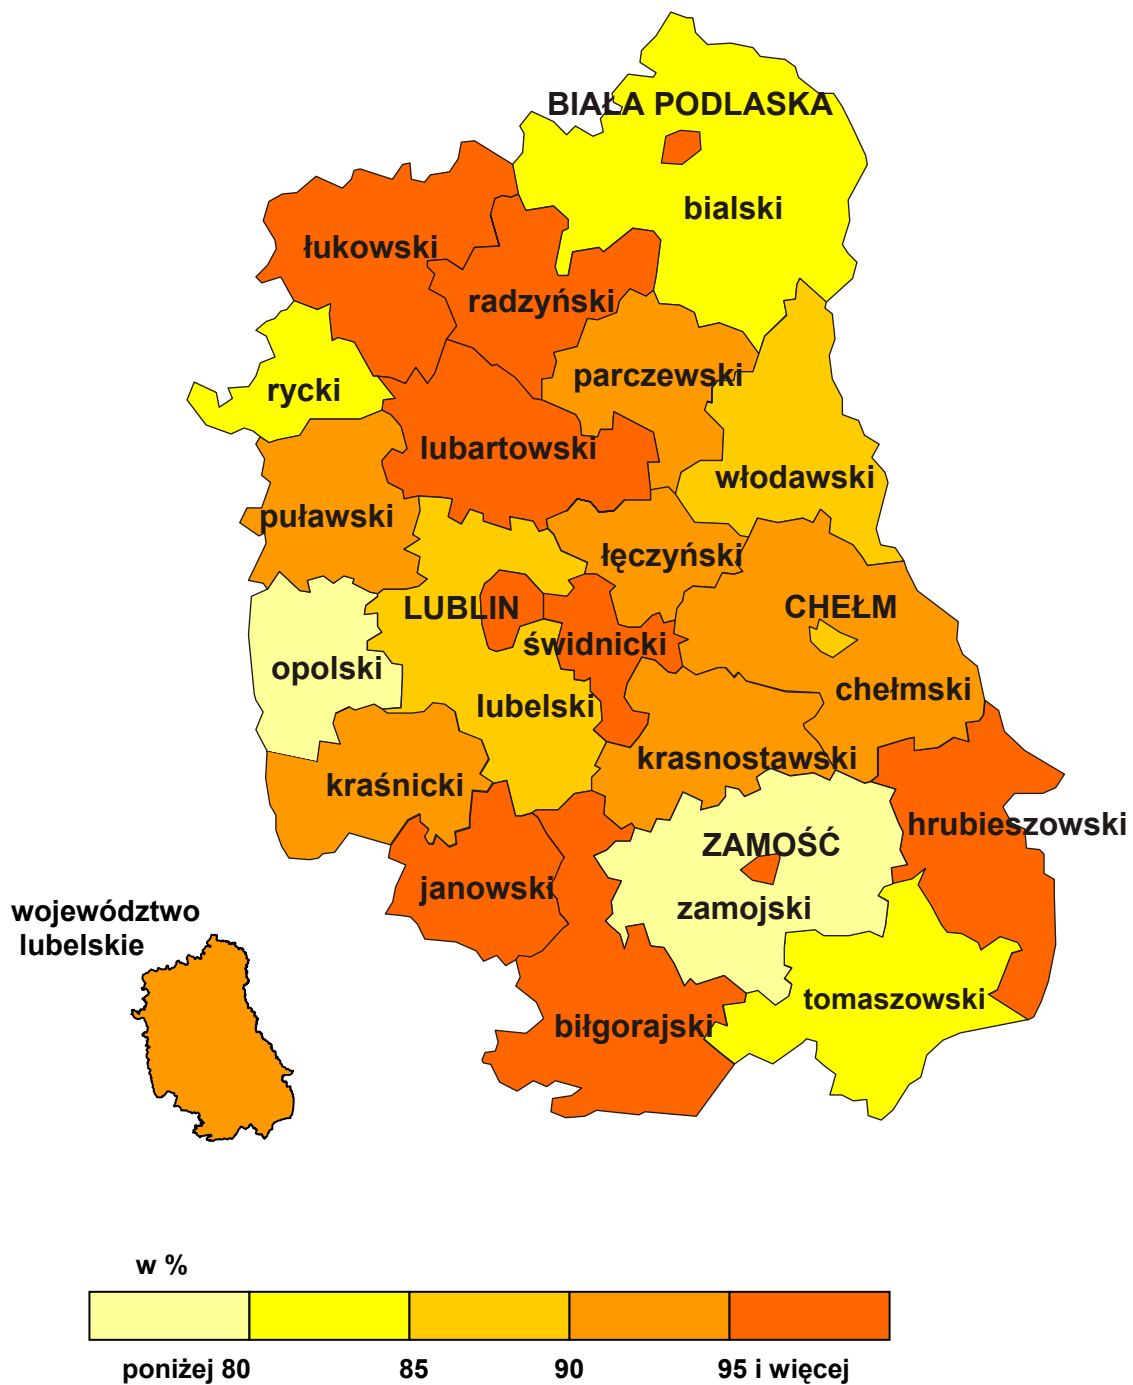 BIAŁA PODLASKA
bialski
łukowski
radzyński
parczewski
rycki
lubartowski
włodawski
puławski
łęczyński
LUBLIN
CHEŁM
świdnicki
opolski
chełmski
lubelski
krasnostawski
kraśnicki
hrubieszowski
ZAMOŚĆ
janowski
zamojski
województwo
lubelskie
tomaszowski
biłgorajski
w %
poniżej 80 85 90 95 i więcej